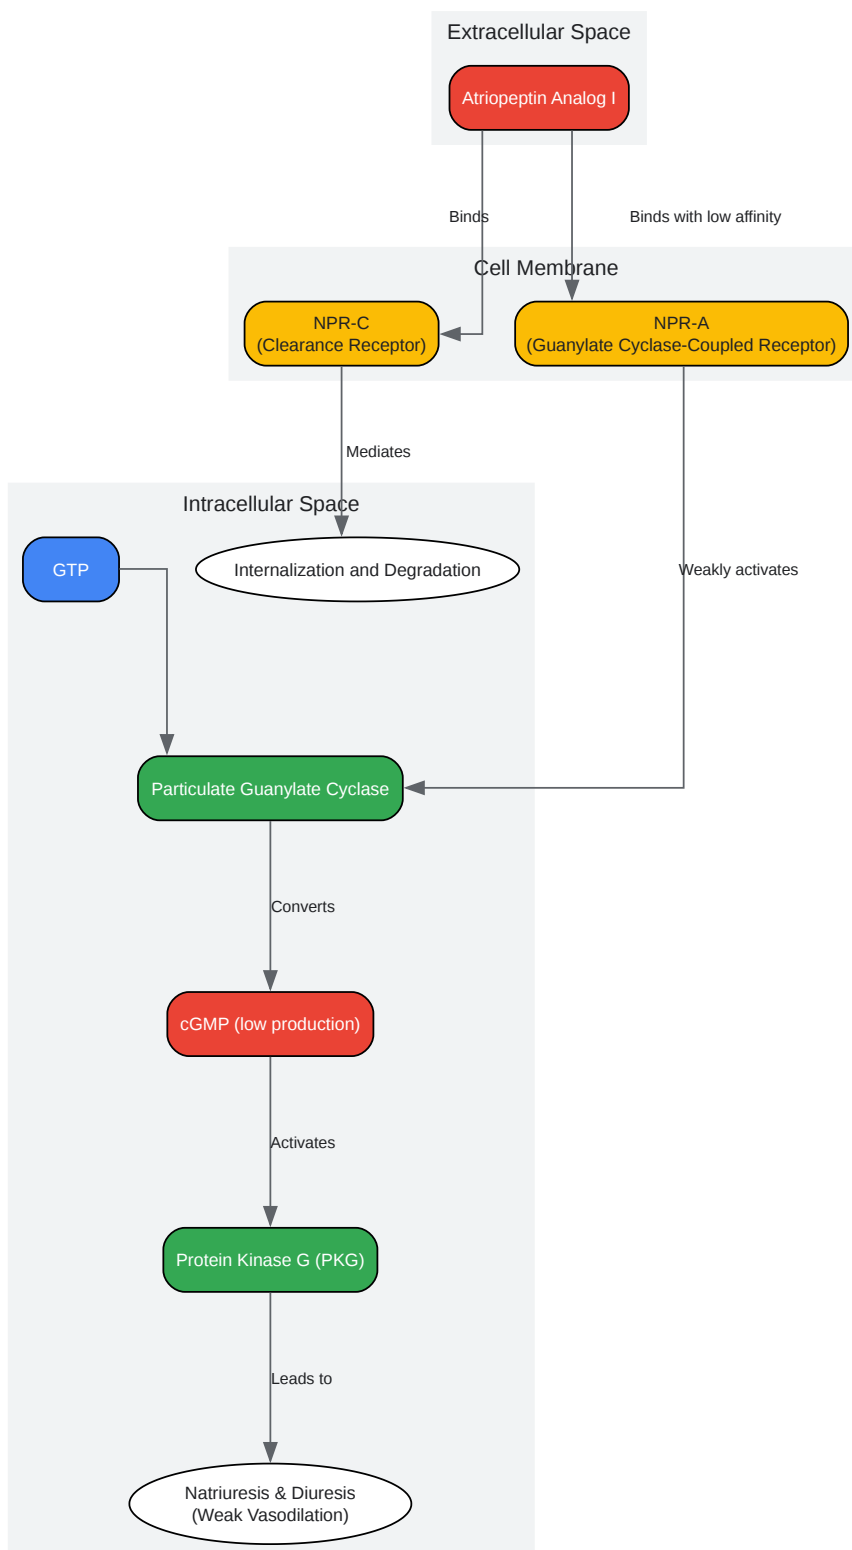 Extracellular Space
Atriopeptin Analog I
Binds
Binds with low affinity
Cell Membrane
NPR-C
(Clearance Receptor)
NPR-A
(Guanylate Cyclase-Coupled Receptor)
Mediates
Intracellular Space
GTP
Internalization and Degradation
Weakly activates
Particulate Guanylate Cyclase
Converts
cGMP (low production)
Activates
Protein Kinase G (PKG)
Leads to
Natriuresis & Diuresis
(Weak Vasodilation)